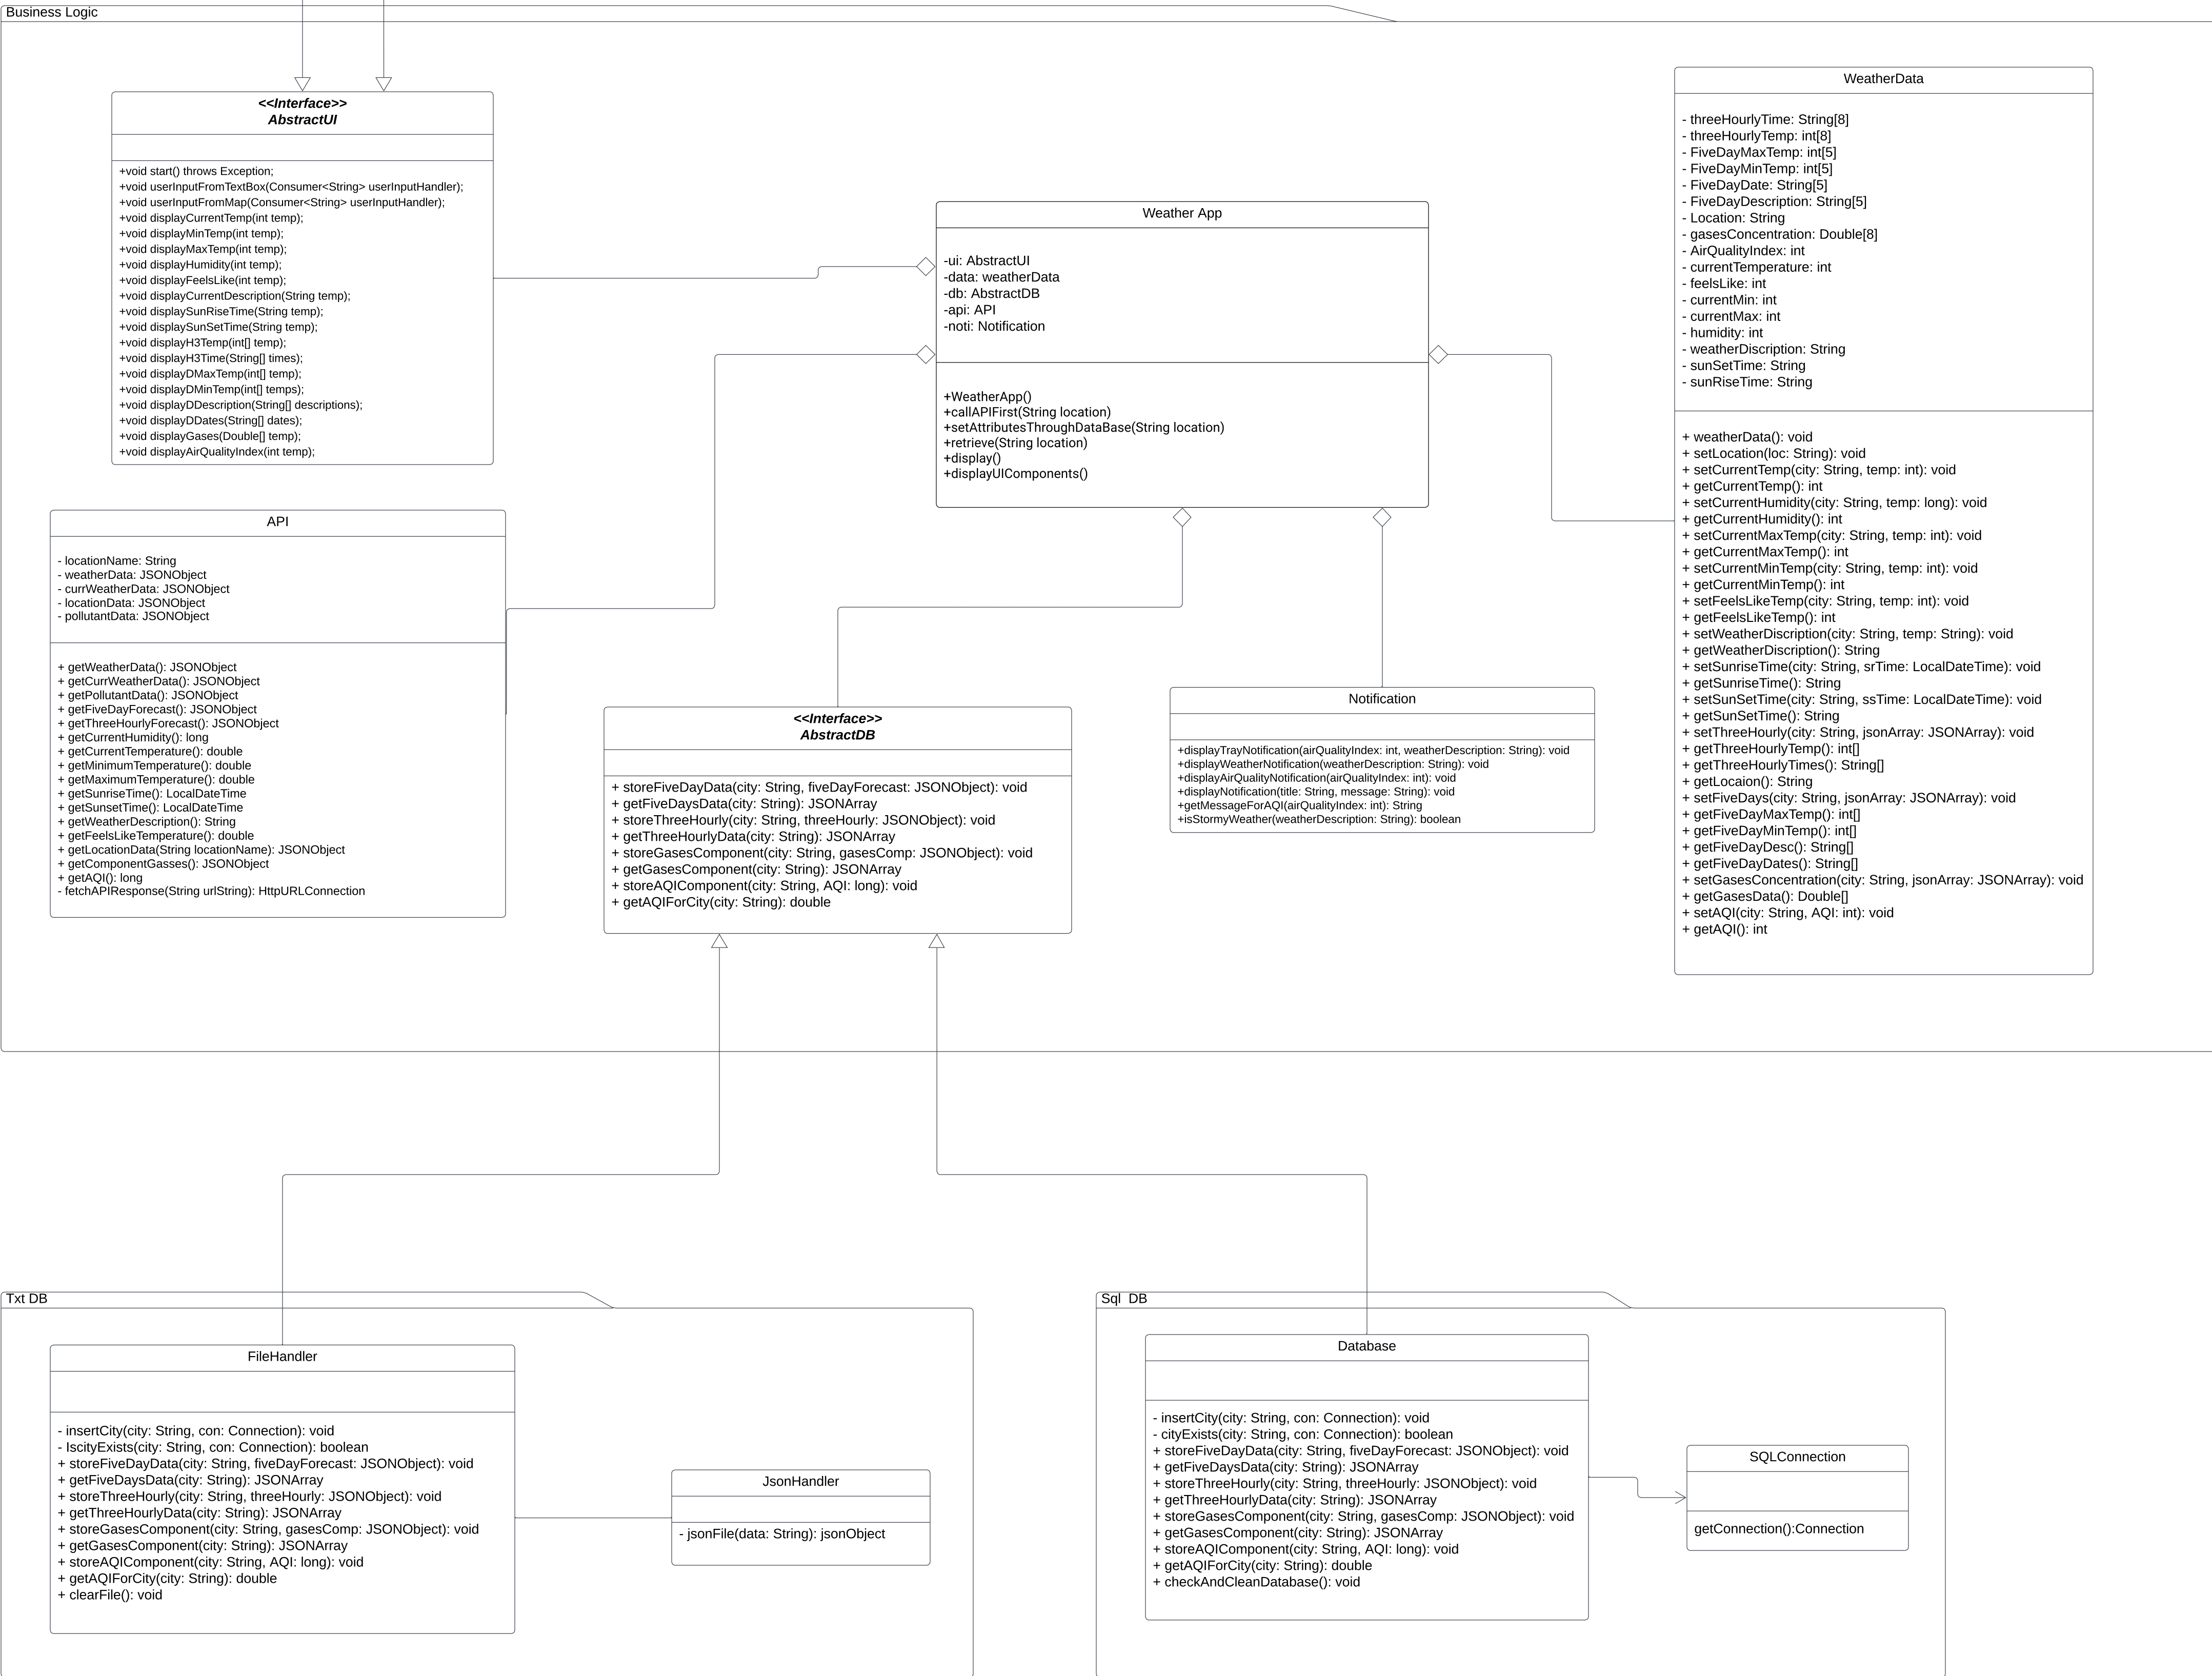 Business Logic
<<Interface>>
AbstractUI
+void start() throws Exception;
+void userInputFromTextBox(Consumer<String> userInputHandler);
+void userInputFromMap(Consumer<String> userInputHandler);
+void displayCurrentTemp(int temp);
+void displayMinTemp(int temp);
+void displayMaxTemp(int temp);
+void displayHumidity(int temp);
+void displayFeelsLike(int temp);
+void displayCurrentDescription(String temp);
+void displaySunRiseTime(String temp);
+void displaySunSetTime(String temp);
+void displayH3Temp(int[] temp);
+void displayH3Time(String[] times);
+void displayDMaxTemp(int[] temp);
+void displayDMinTemp(int[] temps);
+void displayDDescription(String[] descriptions);
+void displayDDates(String[] dates);
+void displayGases(Double[] temp);
+void displayAirQualityIndex(int temp);
Weather App
-ui: AbstractUI
-data: weatherData
-db: AbstractDB
-api: API
-noti: Notification
+WeatherApp()
+callAPIFirst(String location)
+setAttributesThroughDataBase(String location)
+retrieve(String location)
+display()
+displayUIComponents()
WeatherData
- threeHourlyTime: String[8]
- threeHourlyTemp: int[8]
- FiveDayMaxTemp: int[5]
- FiveDayMinTemp: int[5]
- FiveDayDate: String[5]
- FiveDayDescription: String[5]
- Location: String
- gasesConcentration: Double[8]
- AirQualityIndex: int
- currentTemperature: int
- feelsLike: int
- currentMin: int
- currentMax: int
- humidity: int
- weatherDiscription: String
- sunSetTime: String
- sunRiseTime: String
+ weatherData(): void
+ setLocation(loc: String): void
+ setCurrentTemp(city: String, temp: int): void
+ getCurrentTemp(): int
+ setCurrentHumidity(city: String, temp: long): void
+ getCurrentHumidity(): int
+ setCurrentMaxTemp(city: String, temp: int): void
+ getCurrentMaxTemp(): int
+ setCurrentMinTemp(city: String, temp: int): void
+ getCurrentMinTemp(): int
+ setFeelsLikeTemp(city: String, temp: int): void
+ getFeelsLikeTemp(): int
+ setWeatherDiscription(city: String, temp: String): void
+ getWeatherDiscription(): String
+ setSunriseTime(city: String, srTime: LocalDateTime): void
+ getSunriseTime(): String
+ setSunSetTime(city: String, ssTime: LocalDateTime): void
+ getSunSetTime(): String
+ setThreeHourly(city: String, jsonArray: JSONArray): void
+ getThreeHourlyTemp(): int[]
+ getThreeHourlyTimes(): String[]
+ getLocaion(): String
+ setFiveDays(city: String, jsonArray: JSONArray): void
+ getFiveDayMaxTemp(): int[]
+ getFiveDayMinTemp(): int[]
+ getFiveDayDesc(): String[]
+ getFiveDayDates(): String[]
+ setGasesConcentration(city: String, jsonArray: JSONArray): void
+ getGasesData(): Double[]
+ setAQI(city: String, AQI: int): void
+ getAQI(): int
API
- locationName: String
- weatherData: JSONObject
- currWeatherData: JSONObject
- locationData: JSONObject
- pollutantData: JSONObject
+ getWeatherData(): JSONObject
+ getCurrWeatherData(): JSONObject
+ getPollutantData(): JSONObject
+ getFiveDayForecast(): JSONObject
+ getThreeHourlyForecast(): JSONObject
+ getCurrentHumidity(): long
+ getCurrentTemperature(): double
+ getMinimumTemperature(): double
+ getMaximumTemperature(): double
+ getSunriseTime(): LocalDateTime
+ getSunsetTime(): LocalDateTime
+ getWeatherDescription(): String
+ getFeelsLikeTemperature(): double
+ getLocationData(String locationName): JSONObject
+ getComponentGasses(): JSONObject
+ getAQI(): long
- fetchAPIResponse(String urlString): HttpURLConnection
<<Interface>>
AbstractDB
+ storeFiveDayData(city: String, fiveDayForecast: JSONObject): void
+ getFiveDaysData(city: String): JSONArray
+ storeThreeHourly(city: String, threeHourly: JSONObject): void
+ getThreeHourlyData(city: String): JSONArray
+ storeGasesComponent(city: String, gasesComp: JSONObject): void
+ getGasesComponent(city: String): JSONArray
+ storeAQIComponent(city: String, AQI: long): void
+ getAQIForCity(city: String): double
Notification
+displayTrayNotification(airQualityIndex: int, weatherDescription: String): void
+displayWeatherNotification(weatherDescription: String): void
+displayAirQualityNotification(airQualityIndex: int): void
+displayNotification(title: String, message: String): void
+getMessageForAQI(airQualityIndex: int): String
+isStormyWeather(weatherDescription: String): boolean
Txt DB
FileHandler
- insertCity(city: String, con: Connection): void
- IscityExists(city: String, con: Connection): boolean
+ storeFiveDayData(city: String, fiveDayForecast: JSONObject): void
+ getFiveDaysData(city: String): JSONArray
+ storeThreeHourly(city: String, threeHourly: JSONObject): void
+ getThreeHourlyData(city: String): JSONArray
+ storeGasesComponent(city: String, gasesComp: JSONObject): void
+ getGasesComponent(city: String): JSONArray
+ storeAQIComponent(city: String, AQI: long): void
+ getAQIForCity(city: String): double
+ clearFile(): void
JsonHandler
- jsonFile(data: String): jsonObject
Sql DB
Database
- insertCity(city: String, con: Connection): void
- cityExists(city: String, con: Connection): boolean
+ storeFiveDayData(city: String, fiveDayForecast: JSONObject): void
+ getFiveDaysData(city: String): JSONArray
+ storeThreeHourly(city: String, threeHourly: JSONObject): void
+ getThreeHourlyData(city: String): JSONArray
+ storeGasesComponent(city: String, gasesComp: JSONObject): void
+ getGasesComponent(city: String): JSONArray
+ storeAQIComponent(city: String, AQI: long): void
+ getAQIForCity(city: String): double
+ checkAndCleanDatabase(): void
SQLConnection
getConnection():Connection